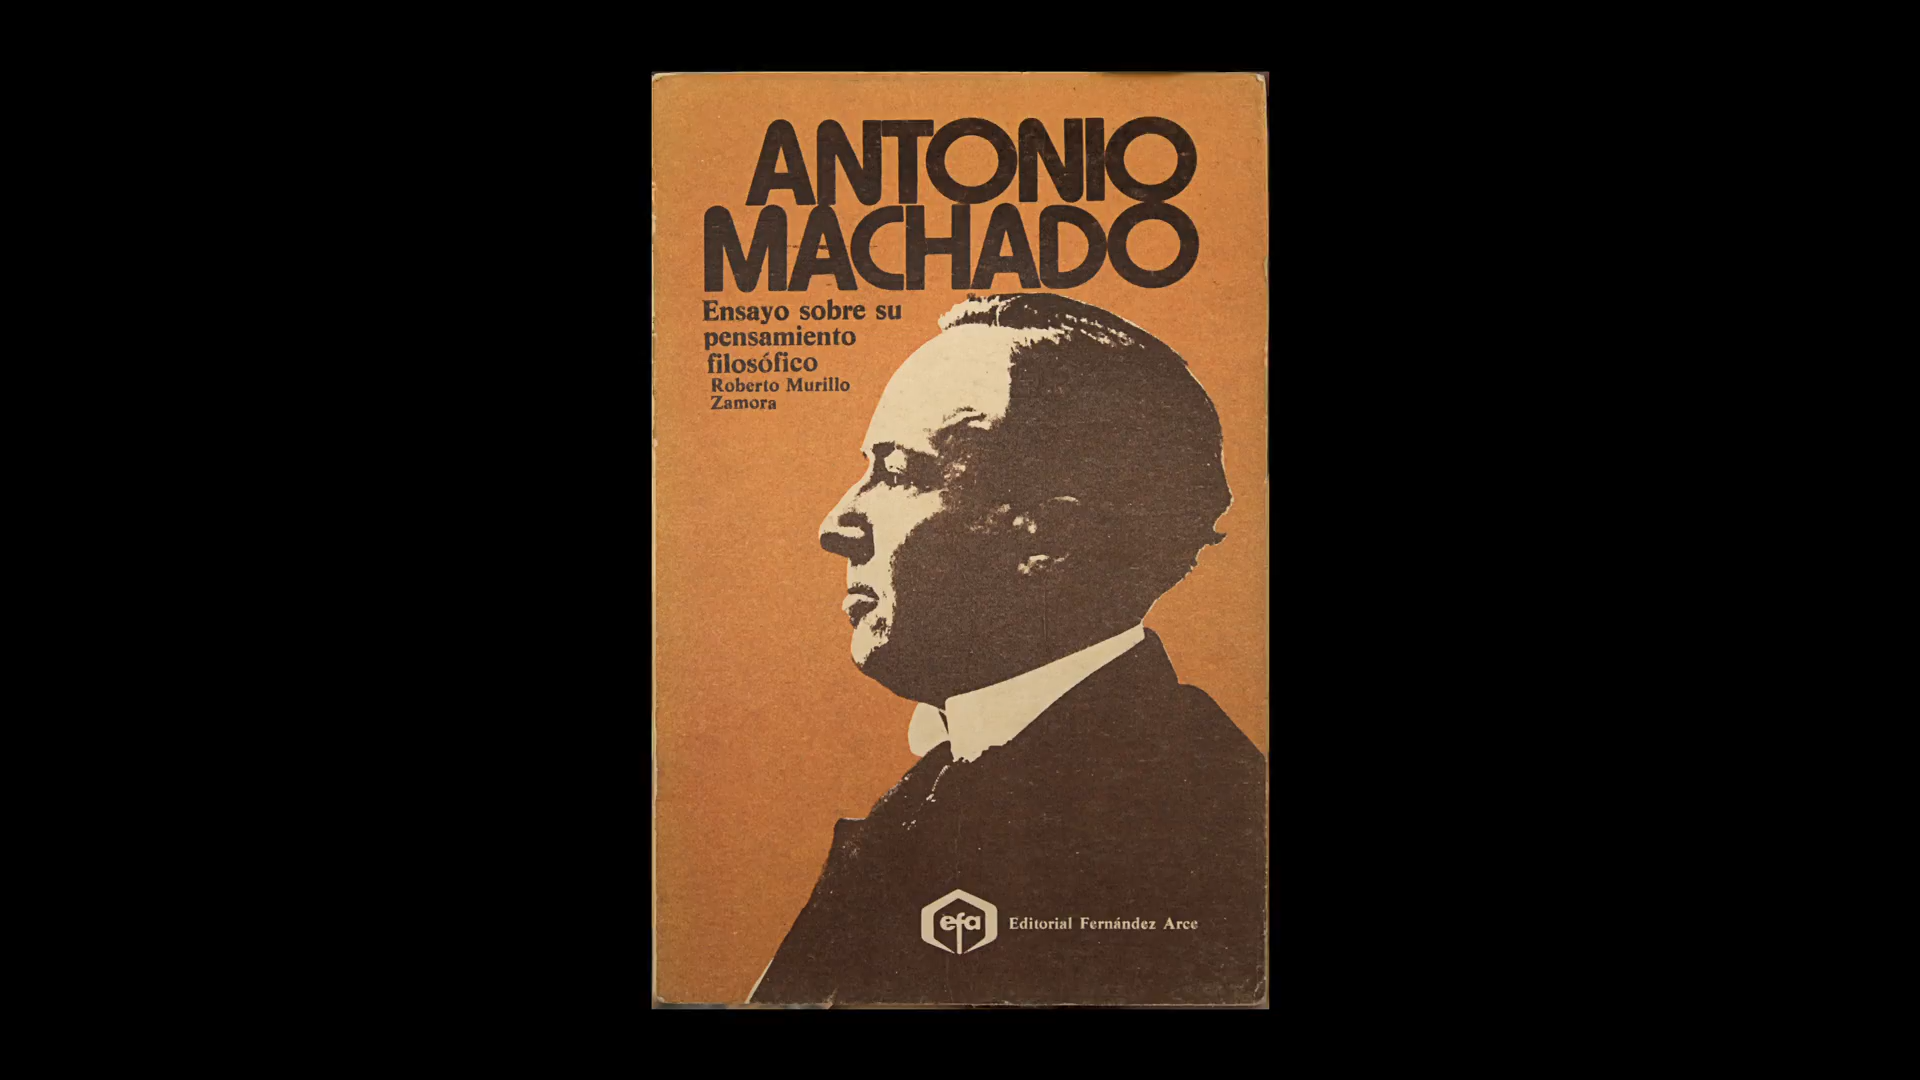 ANTONIO
MACHADO
Ensayo sobre su
pensamiento
filosófico
Roberto Murillo
Zamora
efa
Editorial Fernández Arce